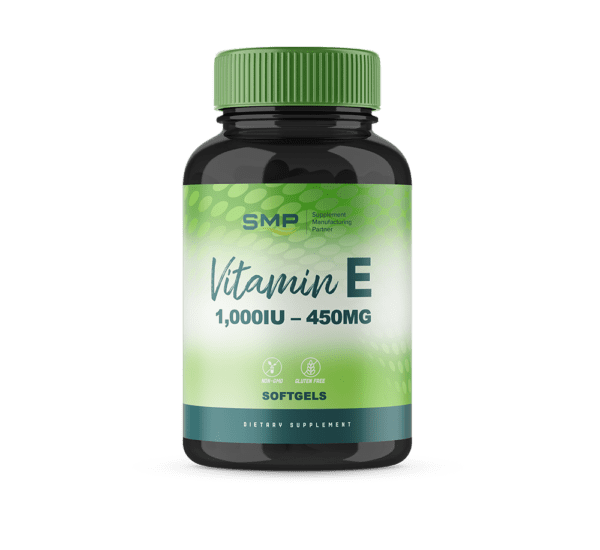 SMP
Supplement
Manufacturing
Partner
Vitamin E
1,000IU – 450MG
NON-GMO
GLUTEN FREE
SOFTGELS
DIETARY SUPPLEMENT